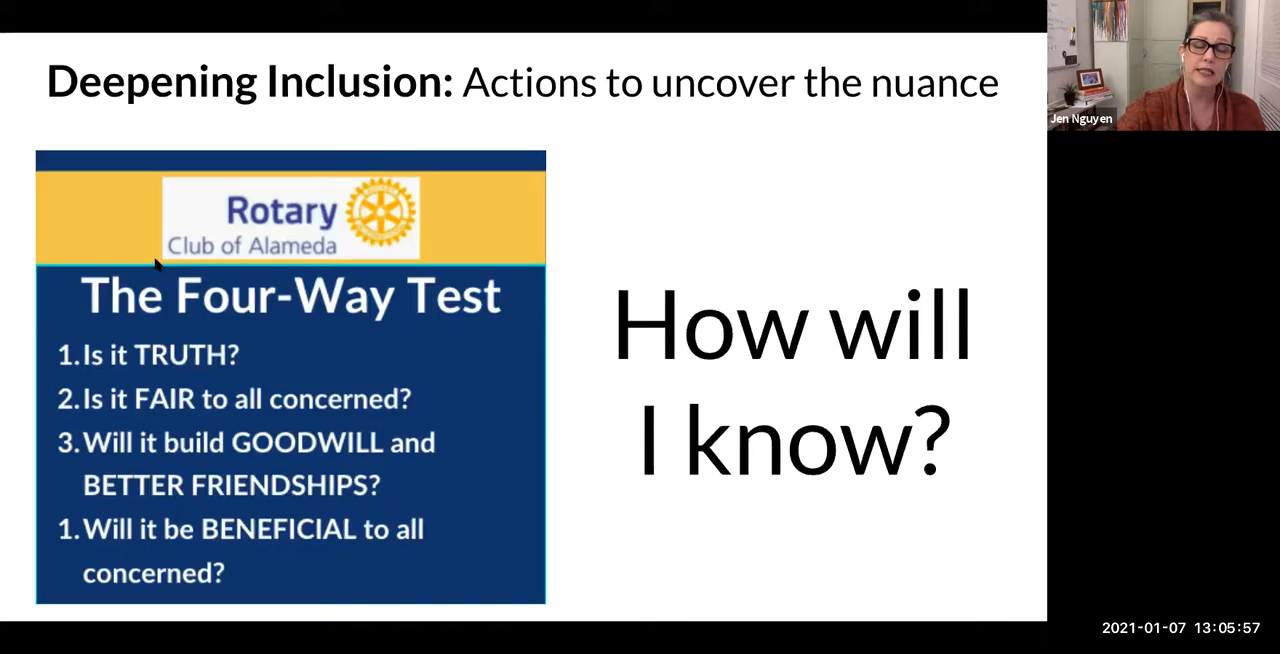 Deepening Inclusion: Actions to uncover the nuance
Rotary
Club of Alameda
The Four-Way Test
1. Is it TRUTH?
2. Is it FAIR to all concerned?
3. Will it build GOODWILL and
BETTER FRIENDSHIPS?
1. Will it be BENEFICIAL to all
concerned?
How will
I know?
Jen Nguyen
2021-01-07 13:05:57